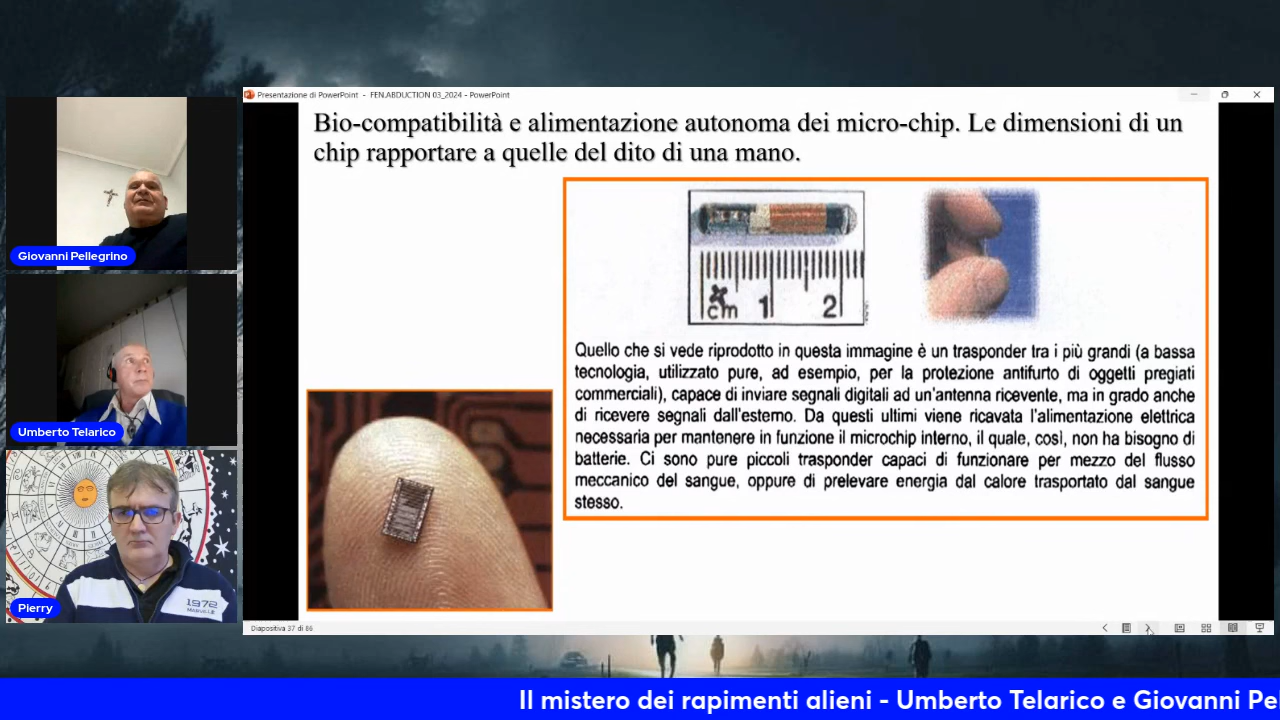 Presentazione di PowerPoint - FEN.ABDUCTION 03_2024 - PowerPoint
Bio-compatibilità e alimentazione autonoma dei micro-chip. Le dimensioni di un
chip rapportare a quelle del dito di una mano.
cm 1 2
Quello che si vede riprodotto in questa immagine è un trasponder tra i più grandi (a bassa
tecnologia, utilizzato pure, ad esempio, per la protezione antifurto di oggetti pregiati
commerciali), capace di inviare segnali digitali ad un'antenna ricevente, ma in grado anche
di ricevere segnali dall'esterno. Da questi ultimi viene ricavata l'alimentazione elettrica
necessaria per mantenere in funzione il microchip interno, il quale, così, non ha bisogno di
batterie. Ci sono pure piccoli trasponder capaci di funzionare per mezzo del flusso
meccanico del sangue, oppure di prelevare energia dal calore trasportato dal sangue
stesso.
Diapositiva 37 di 86
Giovanni Pellegrino
Umberto Telarico
1972
Pierry
Il mistero dei rapimenti alieni - Umberto Telarico e Giovanni Pe